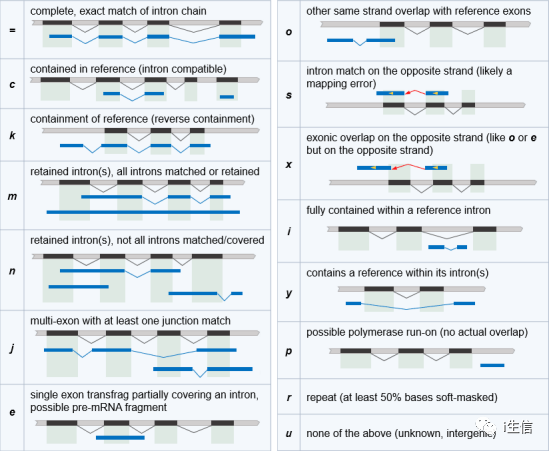 = complete, exact match of intron chain
c contained in reference (intron compatible)
k containment of reference (reverse containment)
m retained intron(s), all introns matched or retained
n retained intron(s), not all introns matched/covered
j multi-exon with at least one junction match
e single exon transfrag partially covering an intron,
possible pre-mRNA fragment
o other same strand overlap with reference exons
s intron match on the opposite strand (likely a
mapping error)
x exonic overlap on the opposite strand (like o or e
but on the opposite strand)
i fully contained within a reference intron
y contains a reference within its intron(s)
p possible polymerase run-on (no actual overlap)
r repeat (at least 50% bases soft-masked)
u none of the above (unknown, intergenic)
i生信